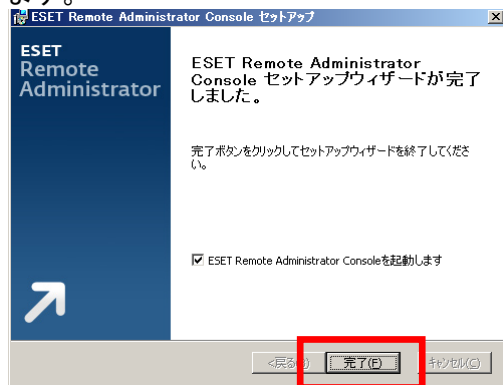 ます。
ESET Remote Administrator Console セットアップ
ESET
Remote
Administrator
ESET Remote Administrator
Console セットアップウィザードが完了
しました。
完了ボタンをクリックしてセットアップウィザードを終了してくださ
い。
ESET Remote Administrator Consoleを起動します
<戻る
完了(F)
キャンセル(C)